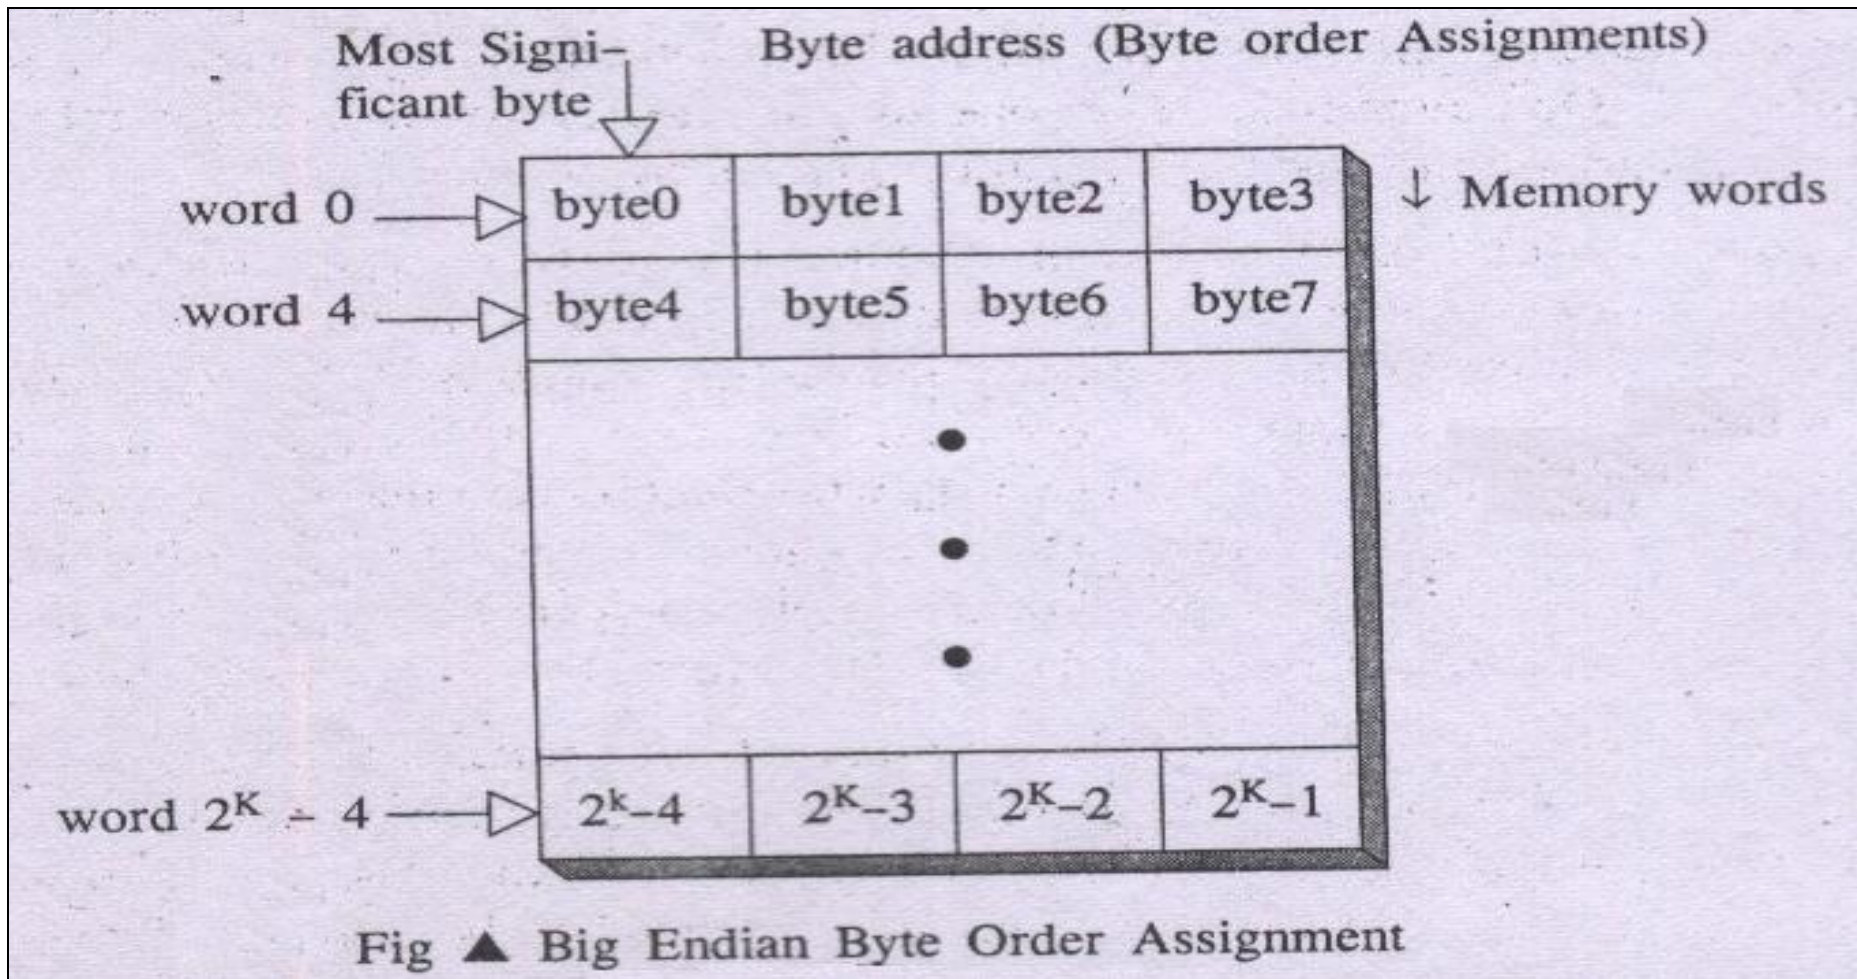 Most Signi-
ficant byte
Byte address (Byte order Assignments)
word 0
byte0 byte1 byte2 byte3
↓ Memory words
word 4
byte4 byte5 byte6 byte7
word 2ᴷ - 4
2ᵏ-4 2ᴷ-3 2ᴷ-2 2ᴷ-1
Fig ▲ Big Endian Byte Order Assignment